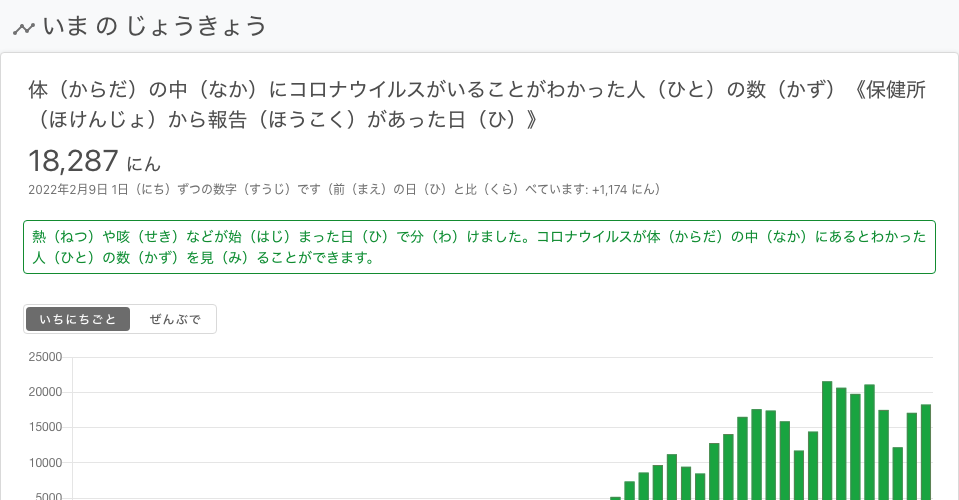 いま の じょうきょう
体（からだ）の中（なか）にコロナウイルスがいることがわかった人（ひと）の数（かず）《保健所
（ほけんじょ）から報告（ほうこく）があった日（ひ）》
18,287 にん
2022年2月9日 1日（にち）ずつの数字（すうじ）です（前（まえ）の日（ひ）と比（くら）べています: +1,174 にん）
熱（ねつ）や咳（せき）などが始（はじ）まった日（ひ）で分（わ）けました。コロナウイルスが体（からだ）の中（なか）にあるとわかった
人（ひと）の数（かず）を見（み）ることができます。
いちにちごと ぜんぶで
25000
20000
15000
10000
5000